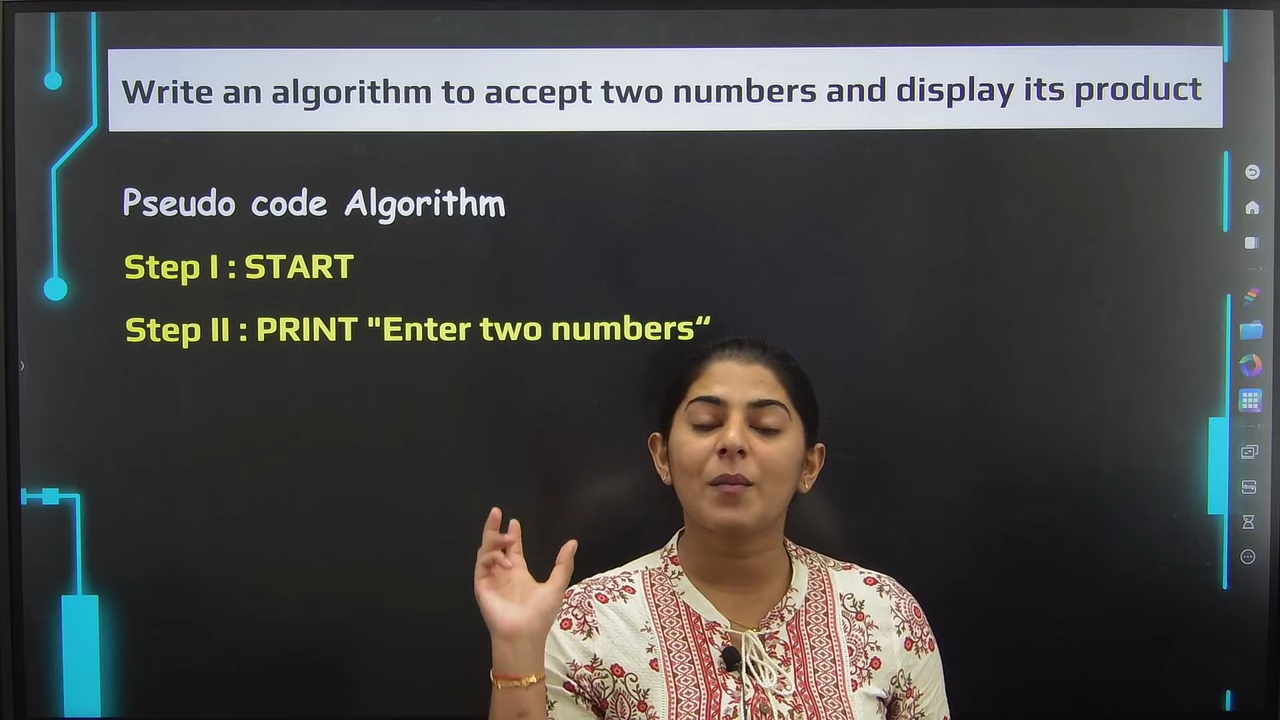 Write an algorithm to accept two numbers and display its product
Pseudo code Algorithm
Step I : START
Step II : PRINT "Enter two numbers“